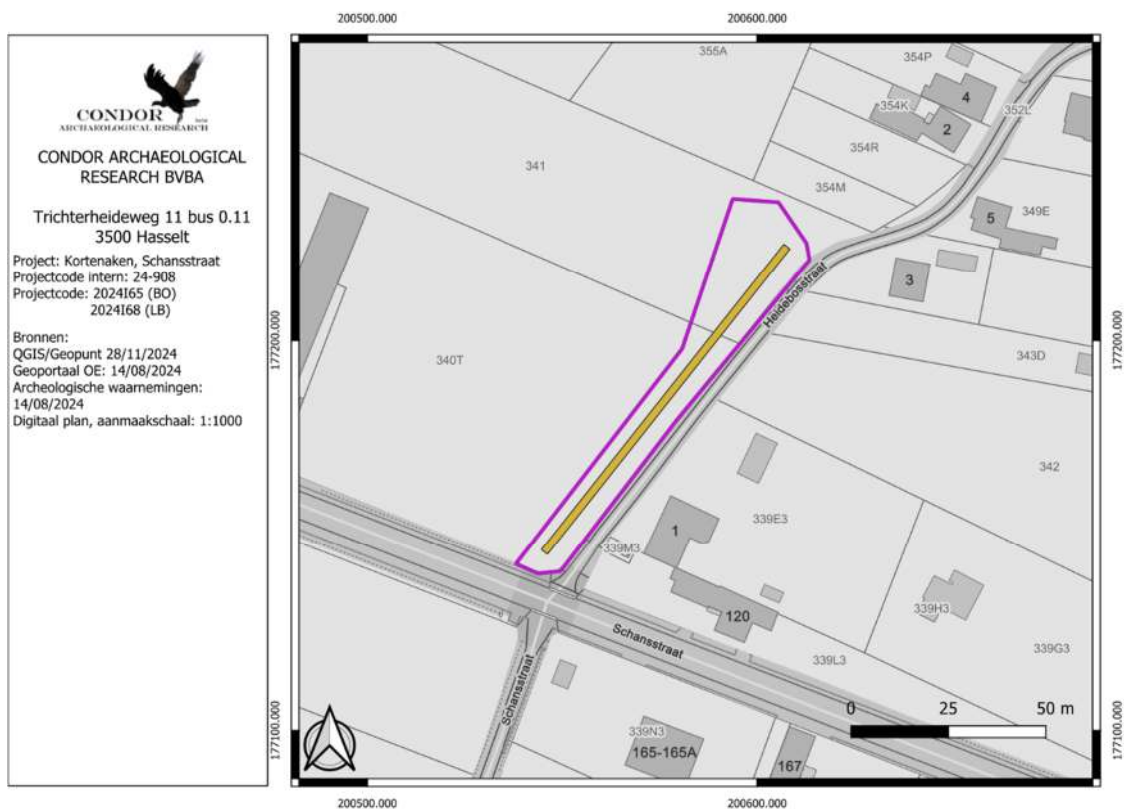 200500.000
200600.000
CONDOR
ARCHAEOLOGICAL RESEARCH
CONDOR ARCHAEOLOGICAL
RESEARCH BVBA
Trichterheideweg 11 bus 0.11
3500 Hasselt
Project: Kortenaken, Schansstraat
Projectcode intern: 24-908
Projectcode: 2024I65 (BO)
2024I68 (LB)
Bronnen:
QGIS/Geopunt 28/11/2024
Geoportaal OE: 14/08/2024
Archeologische waarnemingen:
14/08/2024
Digitaal plan, aanmaakschaal: 1:1000
355A
354P
4
354K
2
352L
354R
341
354M
349E
5
3
Heidebosstraat
177200.000
177200.000
340T
343D
342
339E3
1
339M3
120
339H3
Schansstraat
339G3
339L3
Schansstraat
0 25 50 m
339N3
165-165A
167
177100.000
177100.000
200500.000
200600.000